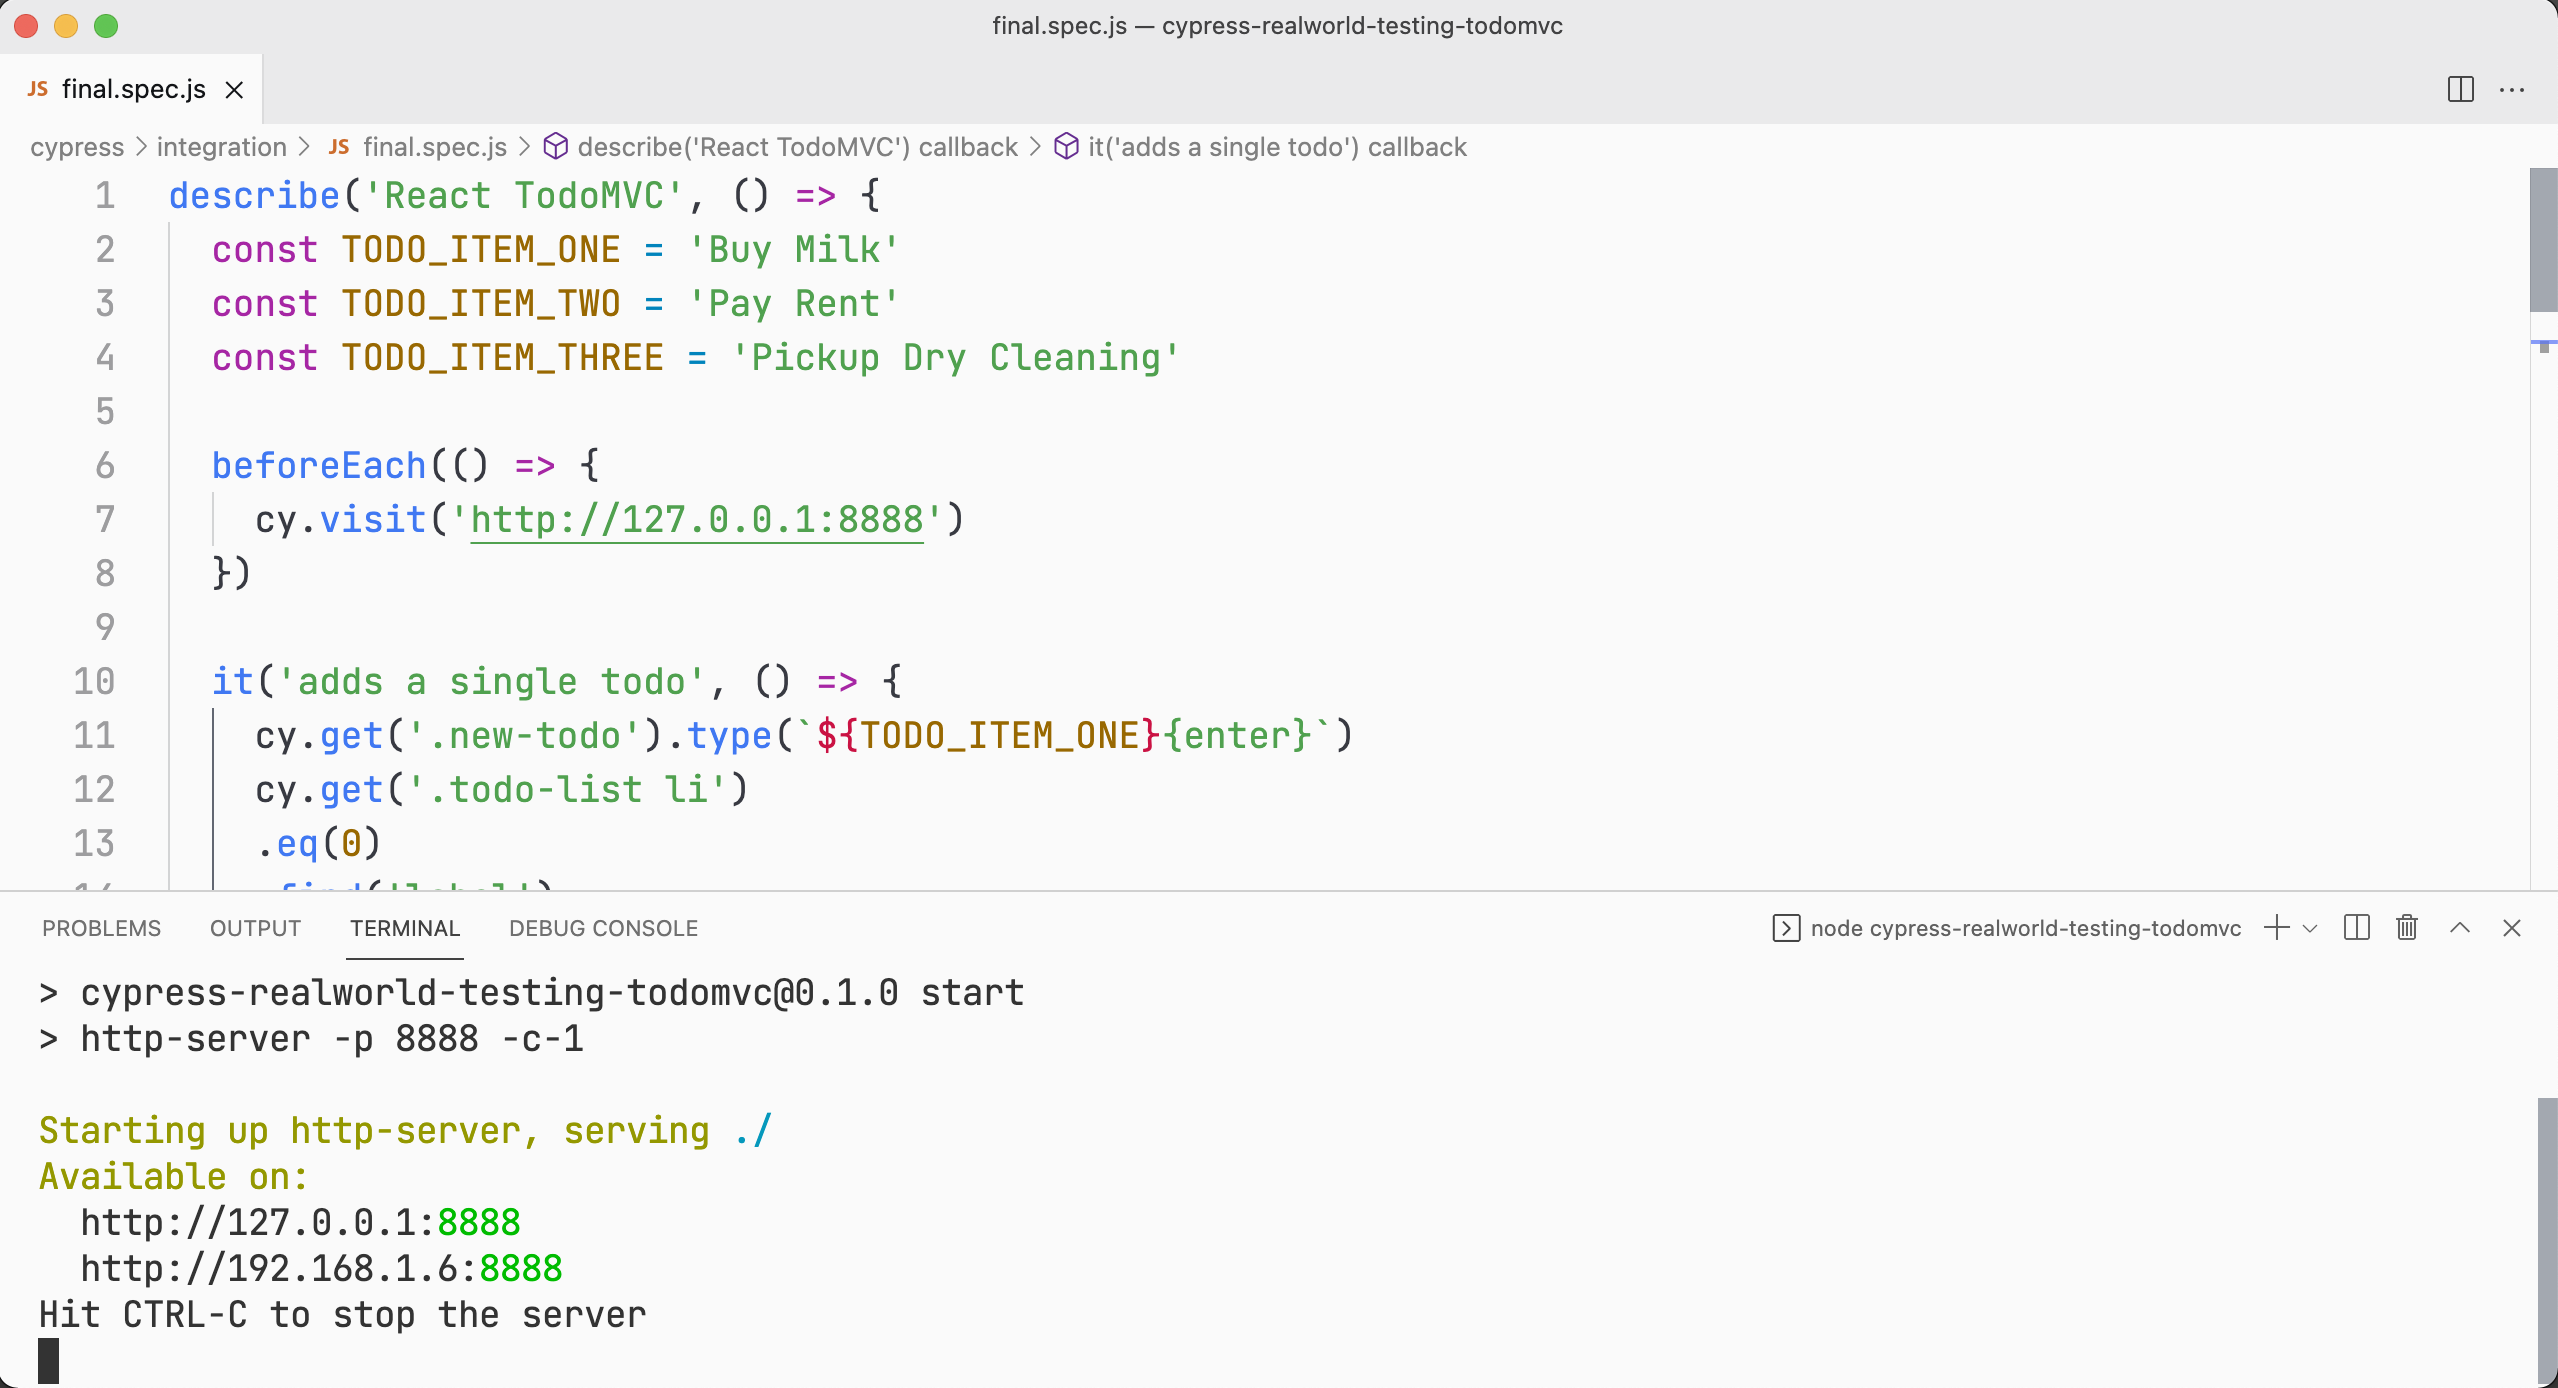 final.spec.js — cypress-realworld-testing-todomvc
JS final.spec.js
cypress > integration > JS final.spec.js > describe('React TodoMVC') callback > it('adds a single todo') callback
1 describe('React TodoMVC', () => {
2 const TODO_ITEM_ONE = 'Buy Milk'
3 const TODO_ITEM_TWO = 'Pay Rent'
4 const TODO_ITEM_THREE = 'Pickup Dry Cleaning'
5
6 beforeEach(() => {
7 cy.visit('http://127.0.0.1:8888')
8 })
9
10 it('adds a single todo', () => {
11 cy.get('.new-todo').type(`${TODO_ITEM_ONE}{enter}`)
12 cy.get('.todo-list li')
13 .eq(0)
PROBLEMS OUTPUT TERMINAL DEBUG CONSOLE node cypress-realworld-testing-todomvc
> cypress-realworld-testing-todomvc@0.1.0 start
> http-server -p 8888 -c-1
Starting up http-server, serving ./
Available on:
http://127.0.0.1:8888
http://192.168.1.6:8888
Hit CTRL-C to stop the server